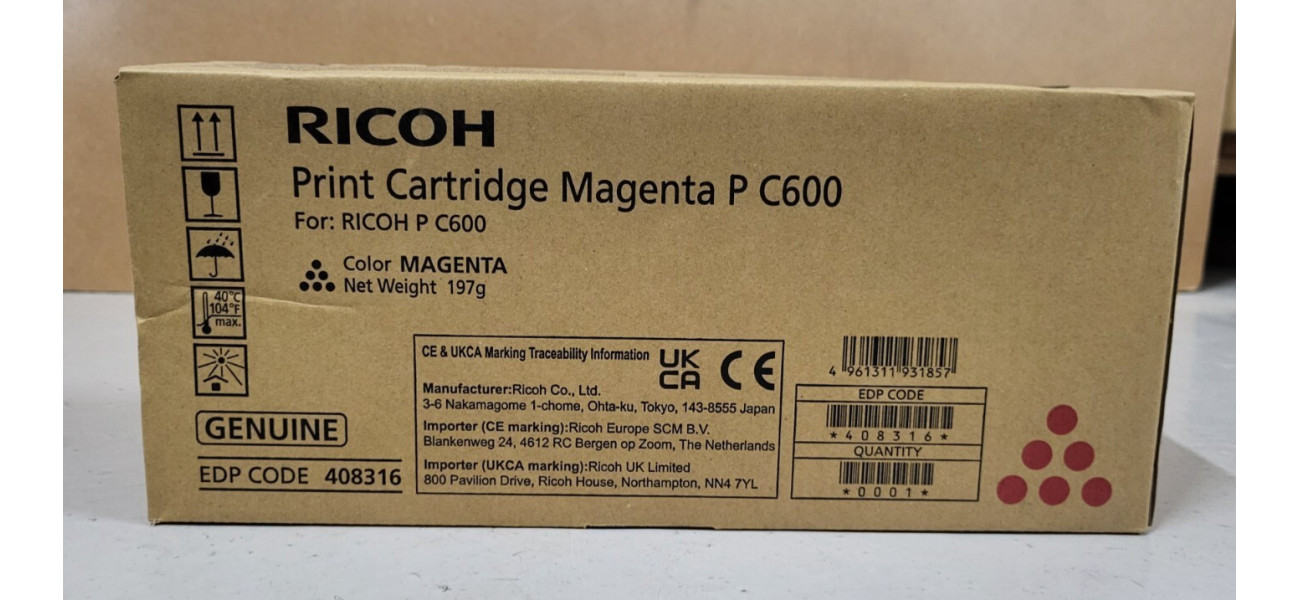 RICOH
Print Cartridge Magenta P C600
For: RICOH P C600
Color MAGENTA
Net Weight 197g
40°C
104°F
max.
GENUINE
EDP CODE 408316
CE & UKCA Marking Traceability Information
UK
CA
CE
Manufacturer:Ricoh Co., Ltd.
3-6 Nakamagome 1-chome, Ohta-ku, Tokyo, 143-8555 Japan
Importer (CE marking):Ricoh Europe SCM B.V.
Blankenweg 24, 4612 RC Bergen op Zoom, The Netherlands
Importer (UKCA marking):Ricoh UK Limited
800 Pavilion Drive, Ricoh House, Northampton, NN4 7YL
4 961311 931857
EDP CODE
*408316*
QUANTITY
*0001*